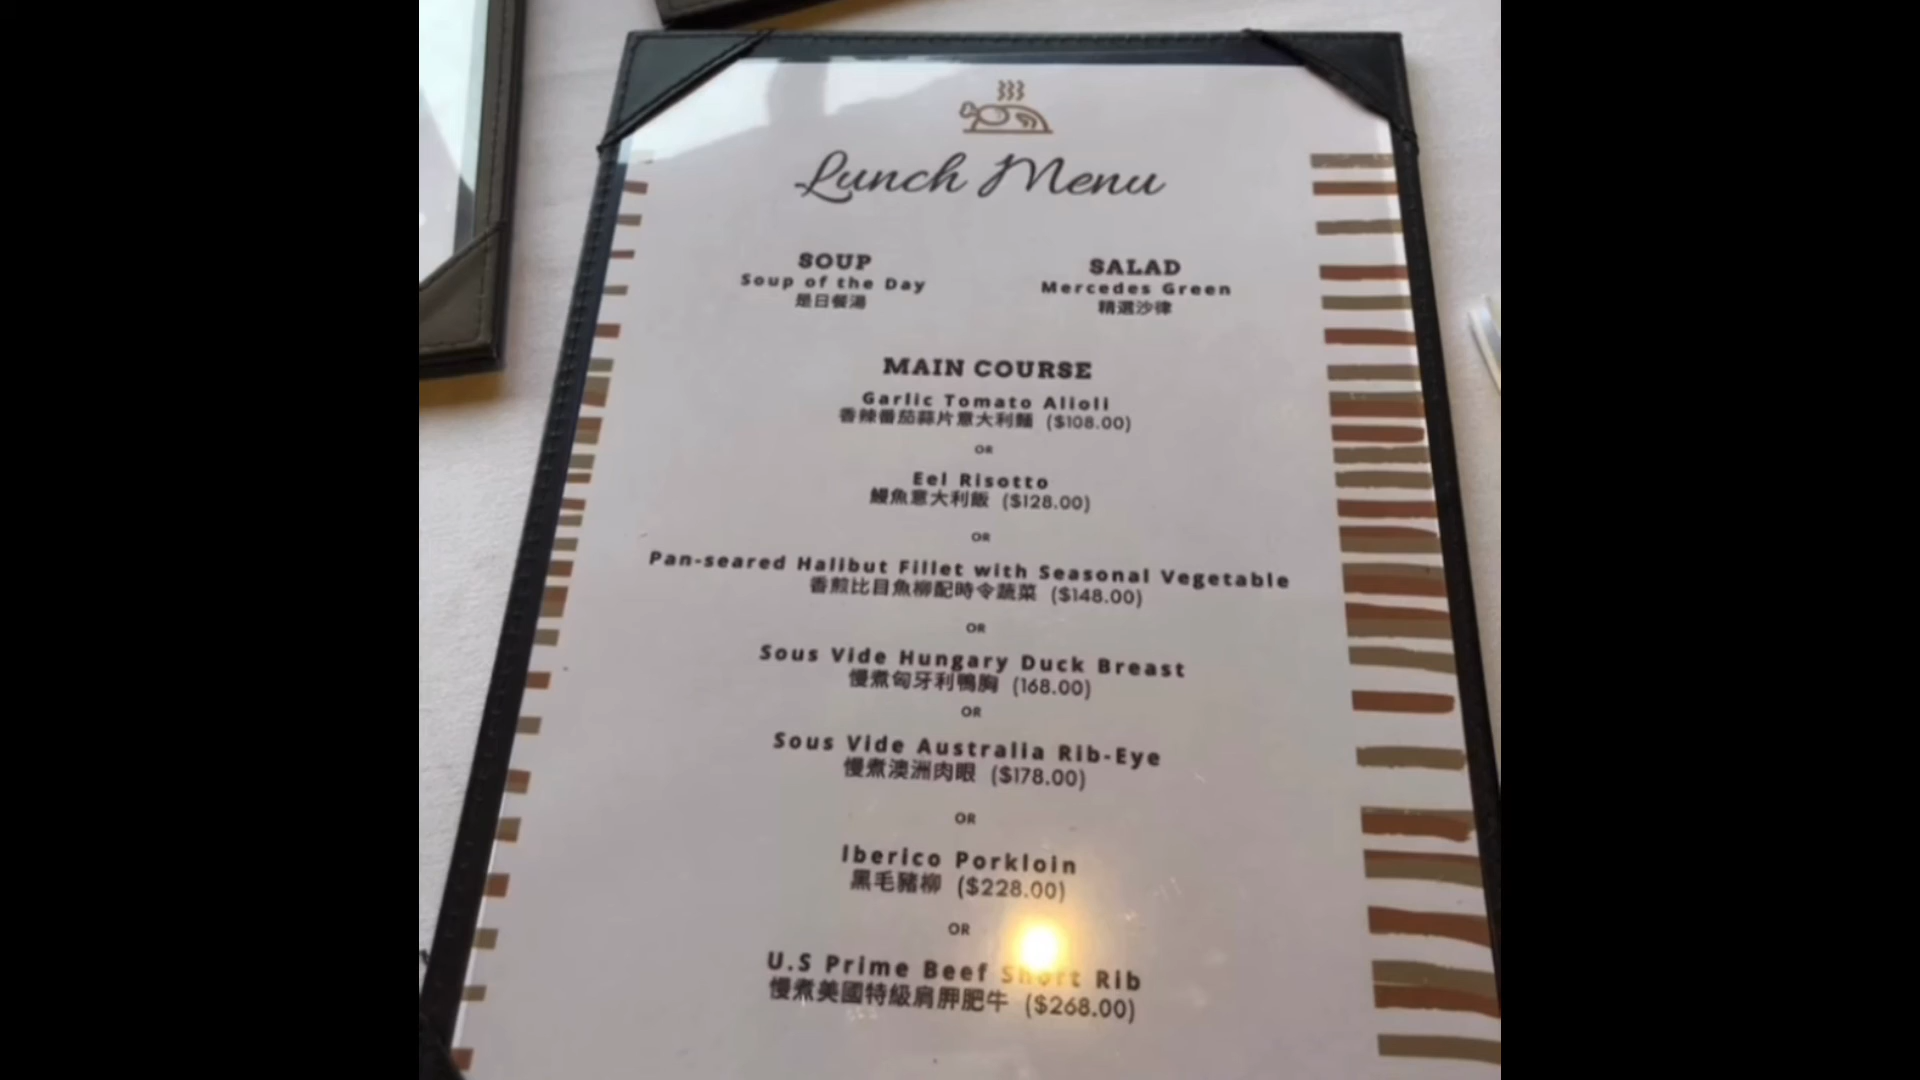 Lunch Menu
SOUP
Soup of the Day
是日餐湯
SALAD
Mercedes Green
精選沙律
MAIN COURSE
Garlic Tomato Alioli
香辣番茄蒜片意大利麵 ($108.00)
OR
Eel Risotto
鰻魚意大利飯 ($128.00)
OR
Pan-seared Halibut Fillet with Seasonal Vegetable
香煎比目魚柳配時令蔬菜 ($148.00)
OR
Sous Vide Hungary Duck Breast
慢煮匈牙利鴨胸 (168.00)
OR
Sous Vide Australia Rib-Eye
慢煮澳洲肉眼 ($178.00)
OR
Iberico Porkloin
黑毛豬柳 ($228.00)
OR
U.S Prime Beef Short Rib
慢煮美國特級肩胛肥牛 ($268.00)